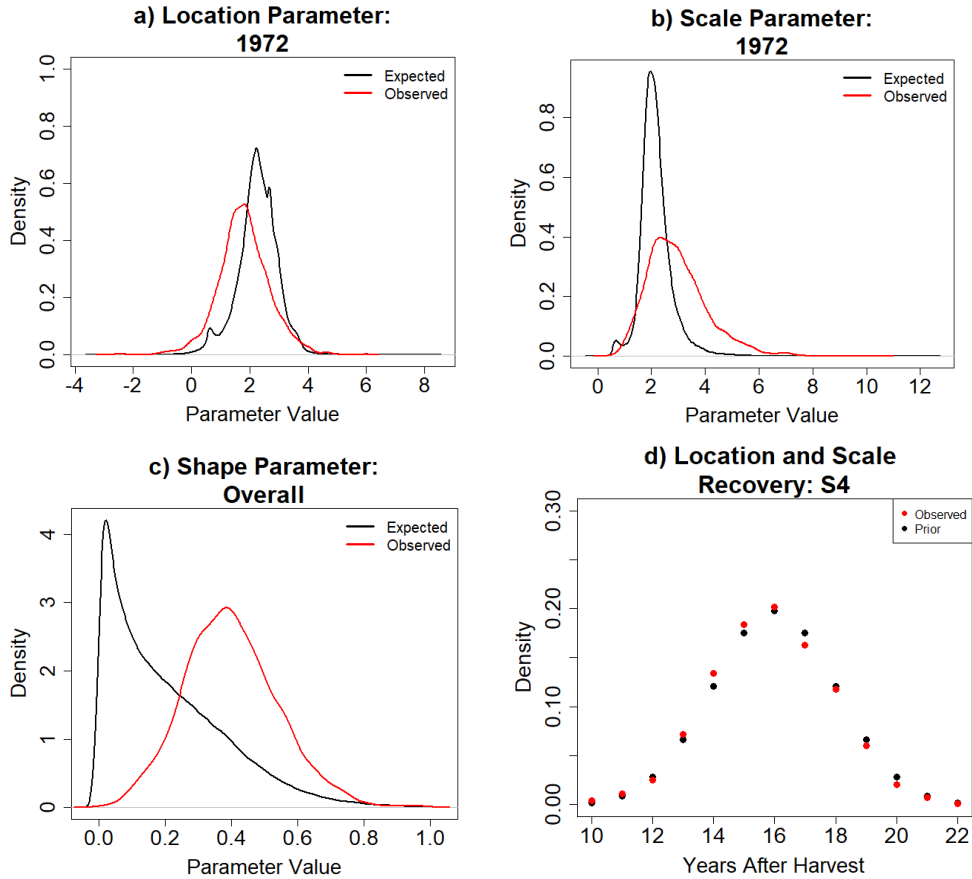 a) Location Parameter:
1972
Density
0.0 0.2 0.4 0.6 0.8 1.0
Expected
Observed
-4 -2 0 2 4 6 8
Parameter Value
b) Scale Parameter:
1972
Density
0.0 0.2 0.4 0.6 0.8
Expected
Observed
0 2 4 6 8 10 12
Parameter Value
c) Shape Parameter:
Overall
Density
0 1 2 3 4
Expected
Observed
0.0 0.2 0.4 0.6 0.8 1.0
Parameter Value
d) Location and Scale
Recovery: S4
Density
0.00 0.10 0.20 0.30
Observed
Prior
10 12 14 16 18 20 22
Years After Harvest